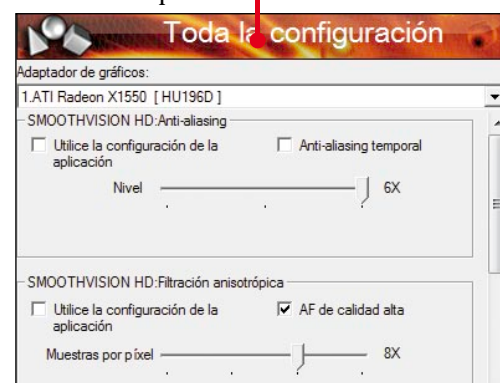 Toda la configuración
Adaptador de gráficos:
1.ATI Radeon X1550 [ HU196D ]
SMOOTHVISION HD:Anti-aliasing
Utilice la configuración de la aplicación
Anti-aliasing temporal
Nivel
6X
SMOOTHVISION HD:Filtración anisotrópica
Utilice la configuración de la aplicación
AF de calidad alta
Muestras por píxel
8X